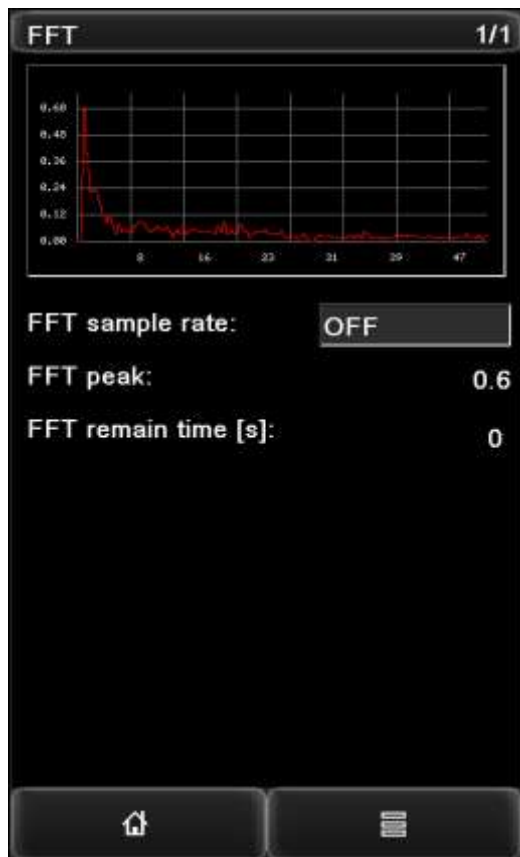 FFT 1/1
0.60
0.48
0.36
0.24
0.12
0.00
8 16 23 31 39 47
FFT sample rate: OFF
FFT peak: 0.6
FFT remain time [s]: 0